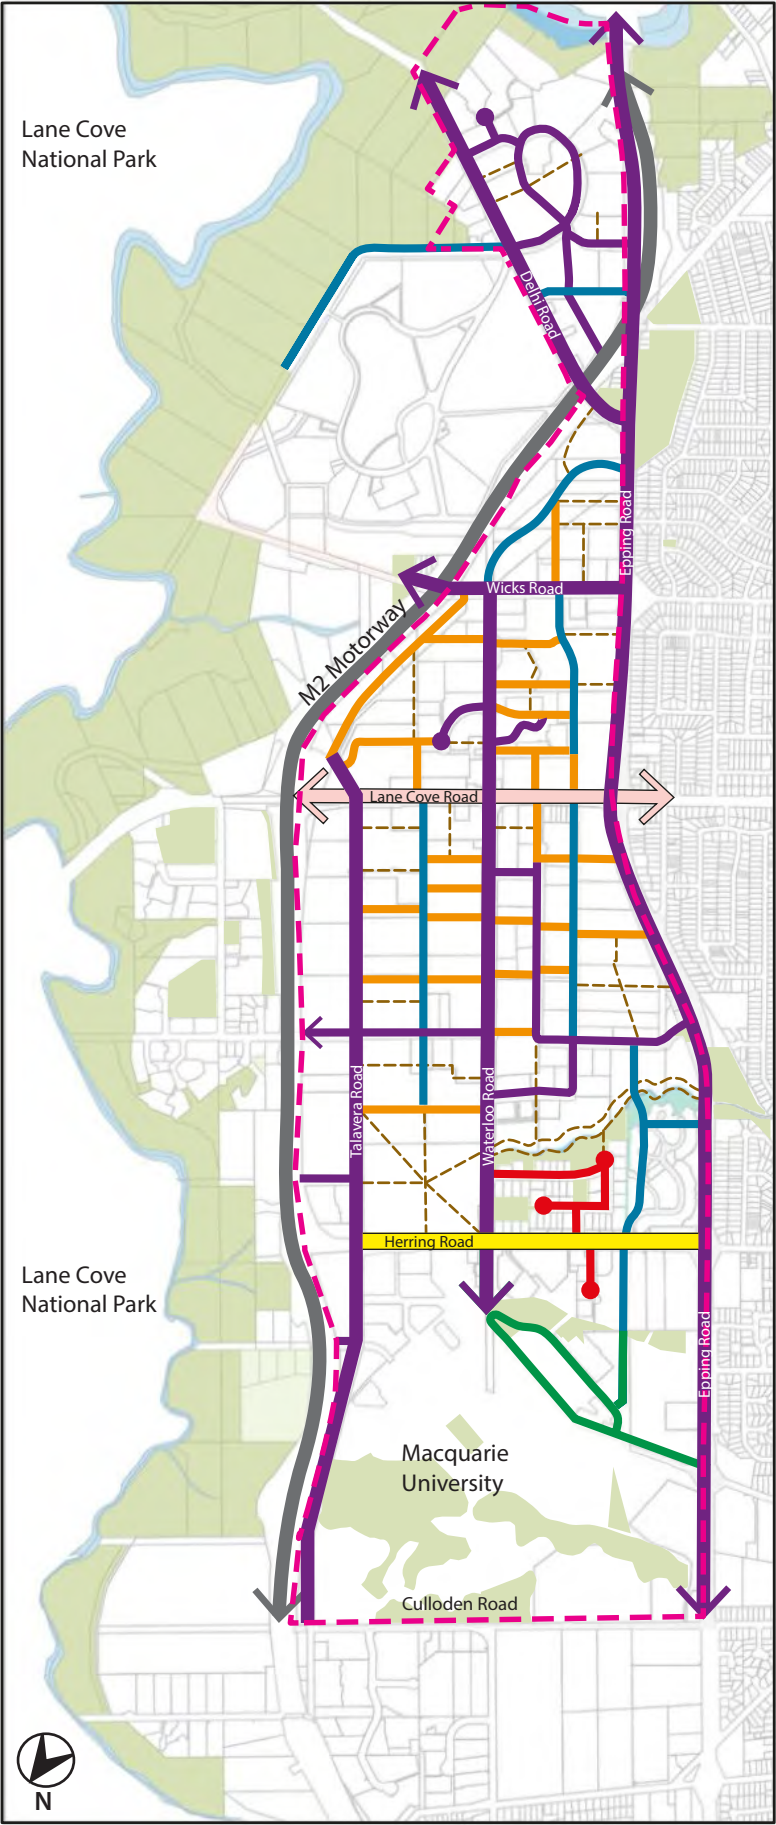 Lane Cove
National Park
Delhi Road
Epping Road
Wicks Road
M2 Motorway
Lane Cove Road
Talavera Road
Waterloo Road
Herring Road
Lane Cove
National Park
Epping Road
Macquarie
University
Culloden Road
N